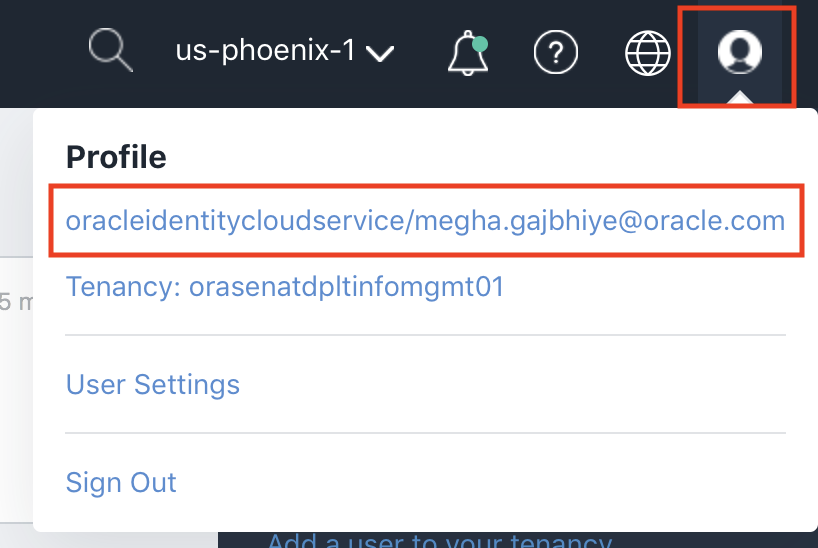 us-phoenix-1
Profile
oracleidentitycloudservice/megha.gajbhiye@oracle.com
Tenancy: orasenatdpltinfomgmt01
5 m
User Settings
Sign Out
Add a user to your tenancy